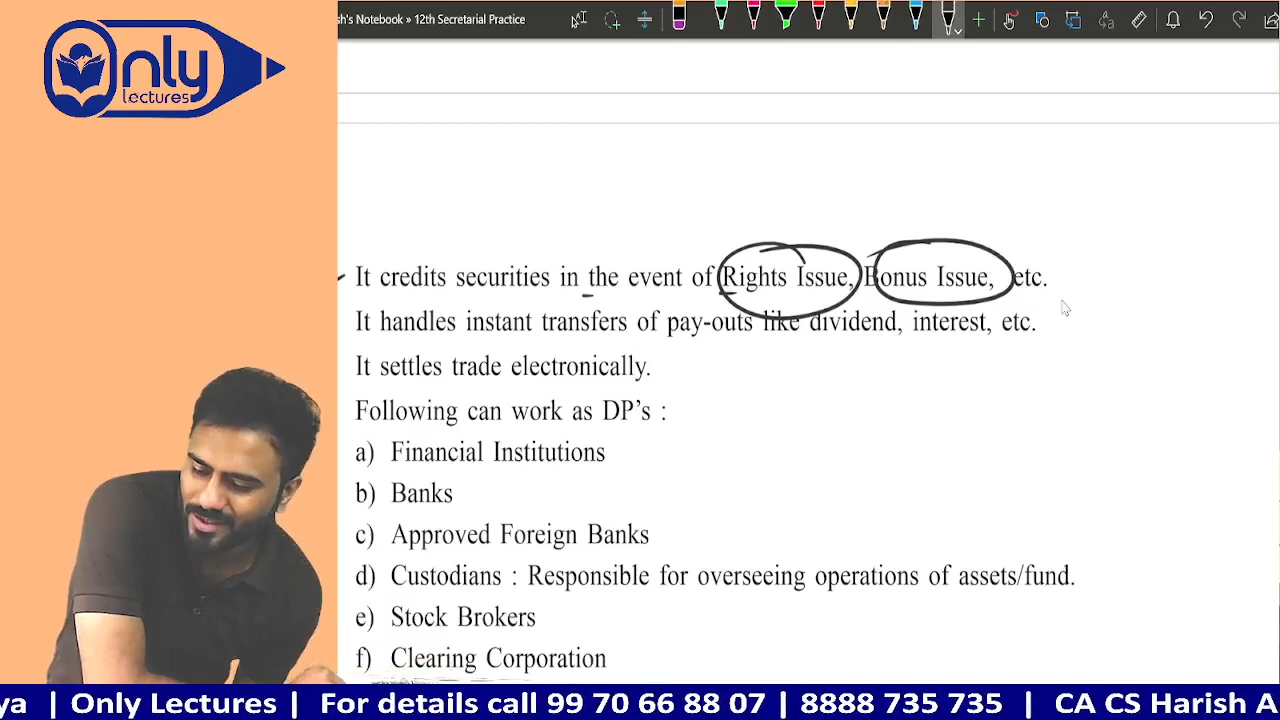 sh's Notebook » 12th Secretarial Practice
Only
lectures
It credits securities in the event of Rights Issue, Bonus Issue, etc.
It handles instant transfers of pay-outs like dividend, interest, etc.
It settles trade electronically.
Following can work as DP’s :
a) Financial Institutions
b) Banks
c) Approved Foreign Banks
d) Custodians : Responsible for overseeing operations of assets/fund.
e) Stock Brokers
f) Clearing Corporation
ya | Only Lectures | For details call 99 70 66 88 07 | 8888 735 735 | CA CS Harish A